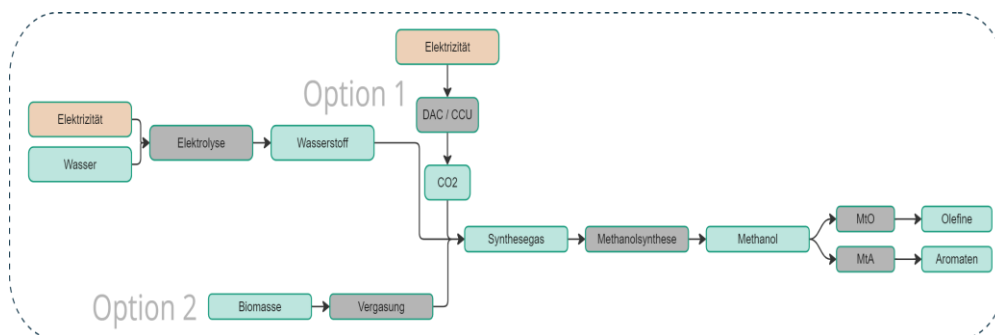 Elektrizität
Option 1
Elektrizität
DAC / CCU
Elektrolyse
Wasserstoff
Wasser
CO2
MtO
Olefine
Synthesegas
Methanolsynthese
Methanol
MtA
Aromaten
Option 2
Biomasse
Vergasung